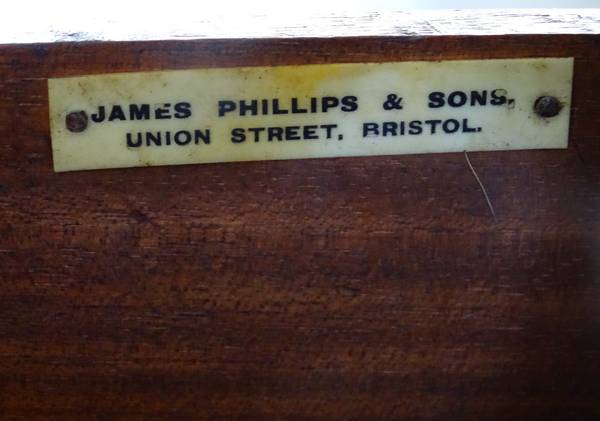 JAMES PHILLIPS & SONS,
UNION STREET, BRISTOL.